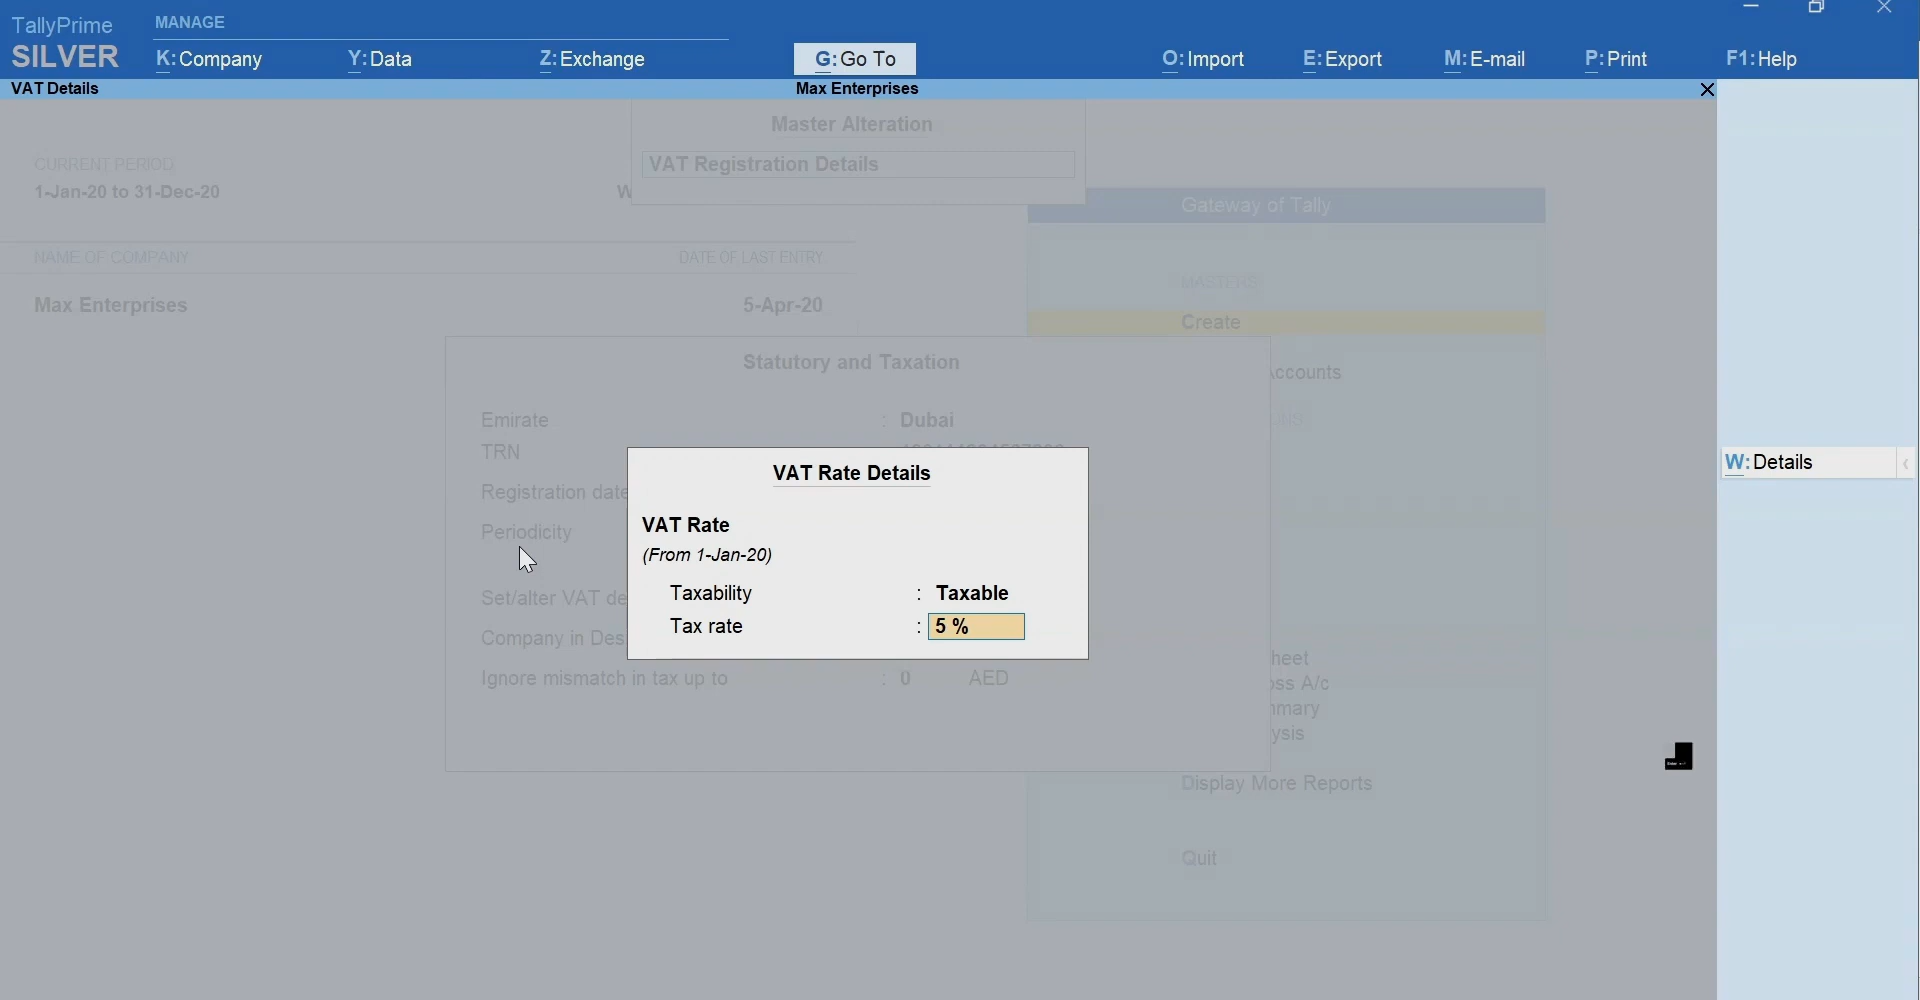 TallyPrime
SILVER
MANAGE
K: Company
Y: Data
Z: Exchange
G: Go To
O: Import
E: Export
M: E-mail
P: Print
F1: Help
VAT Details
Max Enterprises
Master Alteration
VAT Registration Details
CURRENT PERIOD
1-Jan-20 to 31-Dec-20
W
Gateway of Tally
NAME OF COMPANY
DATE OF LAST ENTRY
MASTERS
Max Enterprises
5-Apr-20
Create
Statutory and Taxation
Accounts
Emirate : Dubai
TRN
Registration date
Periodicity
Set/alter VAT de
Company in Des
Ignore mismatch in tax up to : 0 AED
VAT Rate Details
VAT Rate
(From 1-Jan-20)
Taxability : Taxable
Tax rate : 5 %
W: Details
heet
oss A/c
mmary
ysis
Display More Reports
Quit